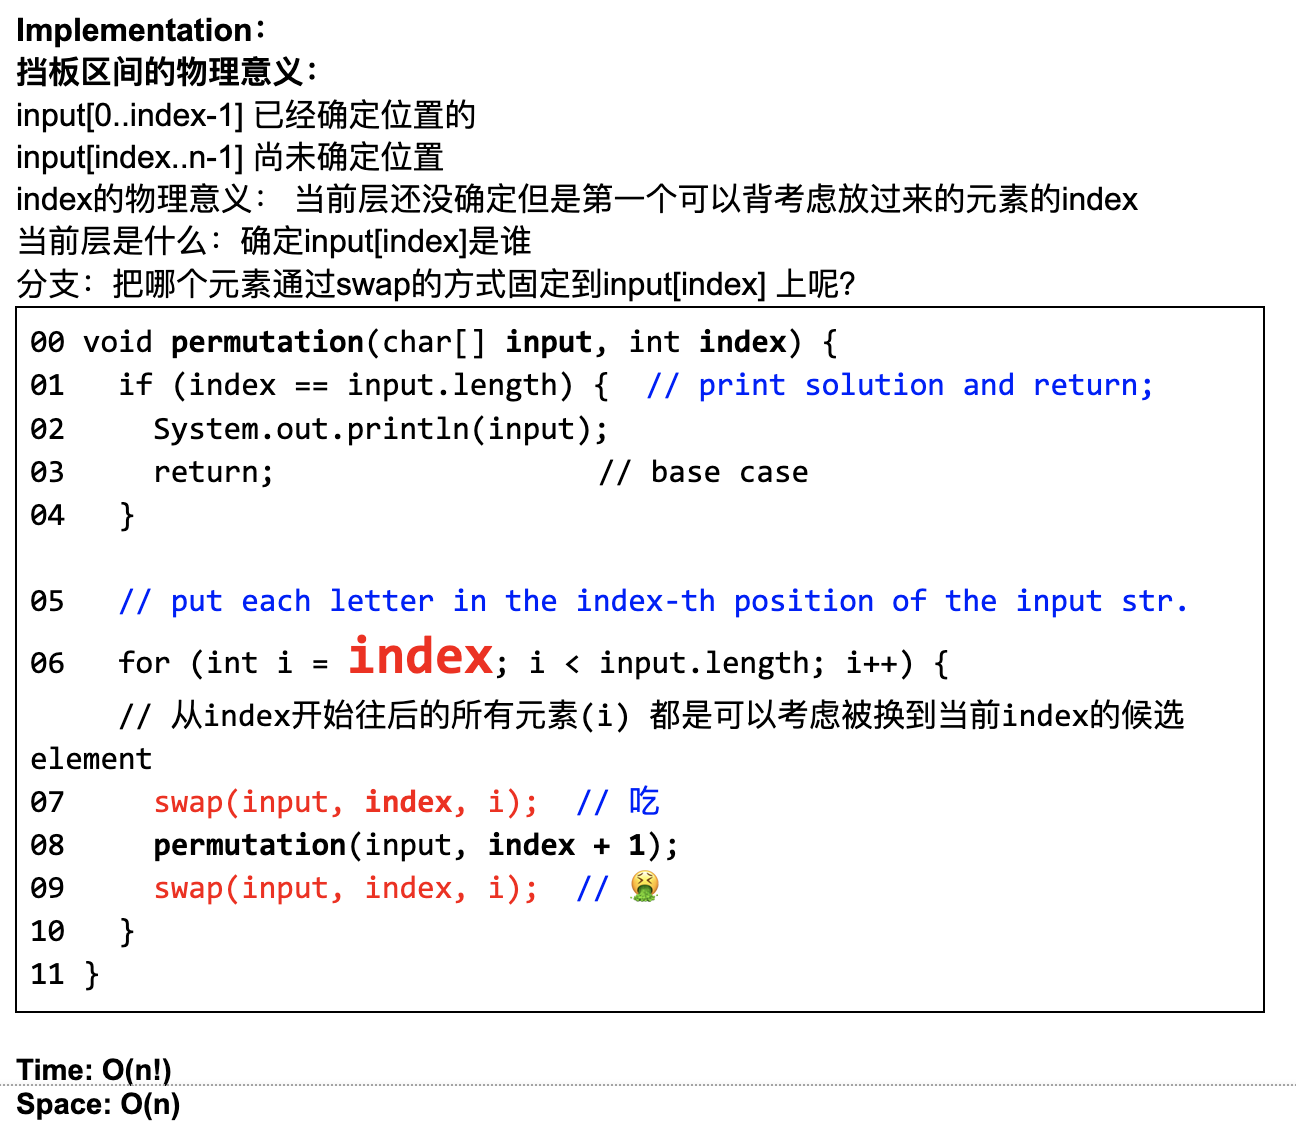 Implementation：
挡板区间的物理意义：
input[0..index-1] 已经确定位置的
input[index..n-1] 尚未确定位置
index的物理意义： 当前层还没确定但是第一个可以背考虑放过来的元素的index
当前层是什么：确定input[index]是谁
分支：把哪个元素通过swap的方式固定到input[index] 上呢?
00 void permutation(char[] input, int index) {
01   if (index == input.length) {  // print solution and return;
02     System.out.println(input);
03     return;                   // base case
04   }
05   // put each letter in the index-th position of the input str.
06   for (int i = index; i < input.length; i++) {
     // 从index开始往后的所有元素(i) 都是可以考虑被换到当前index的候选
element
07     swap(input, index, i);  // 吃
08     permutation(input, index + 1);
09     swap(input, index, i);  // 🤮
10   }
11 }
Time: O(n!)
Space: O(n)